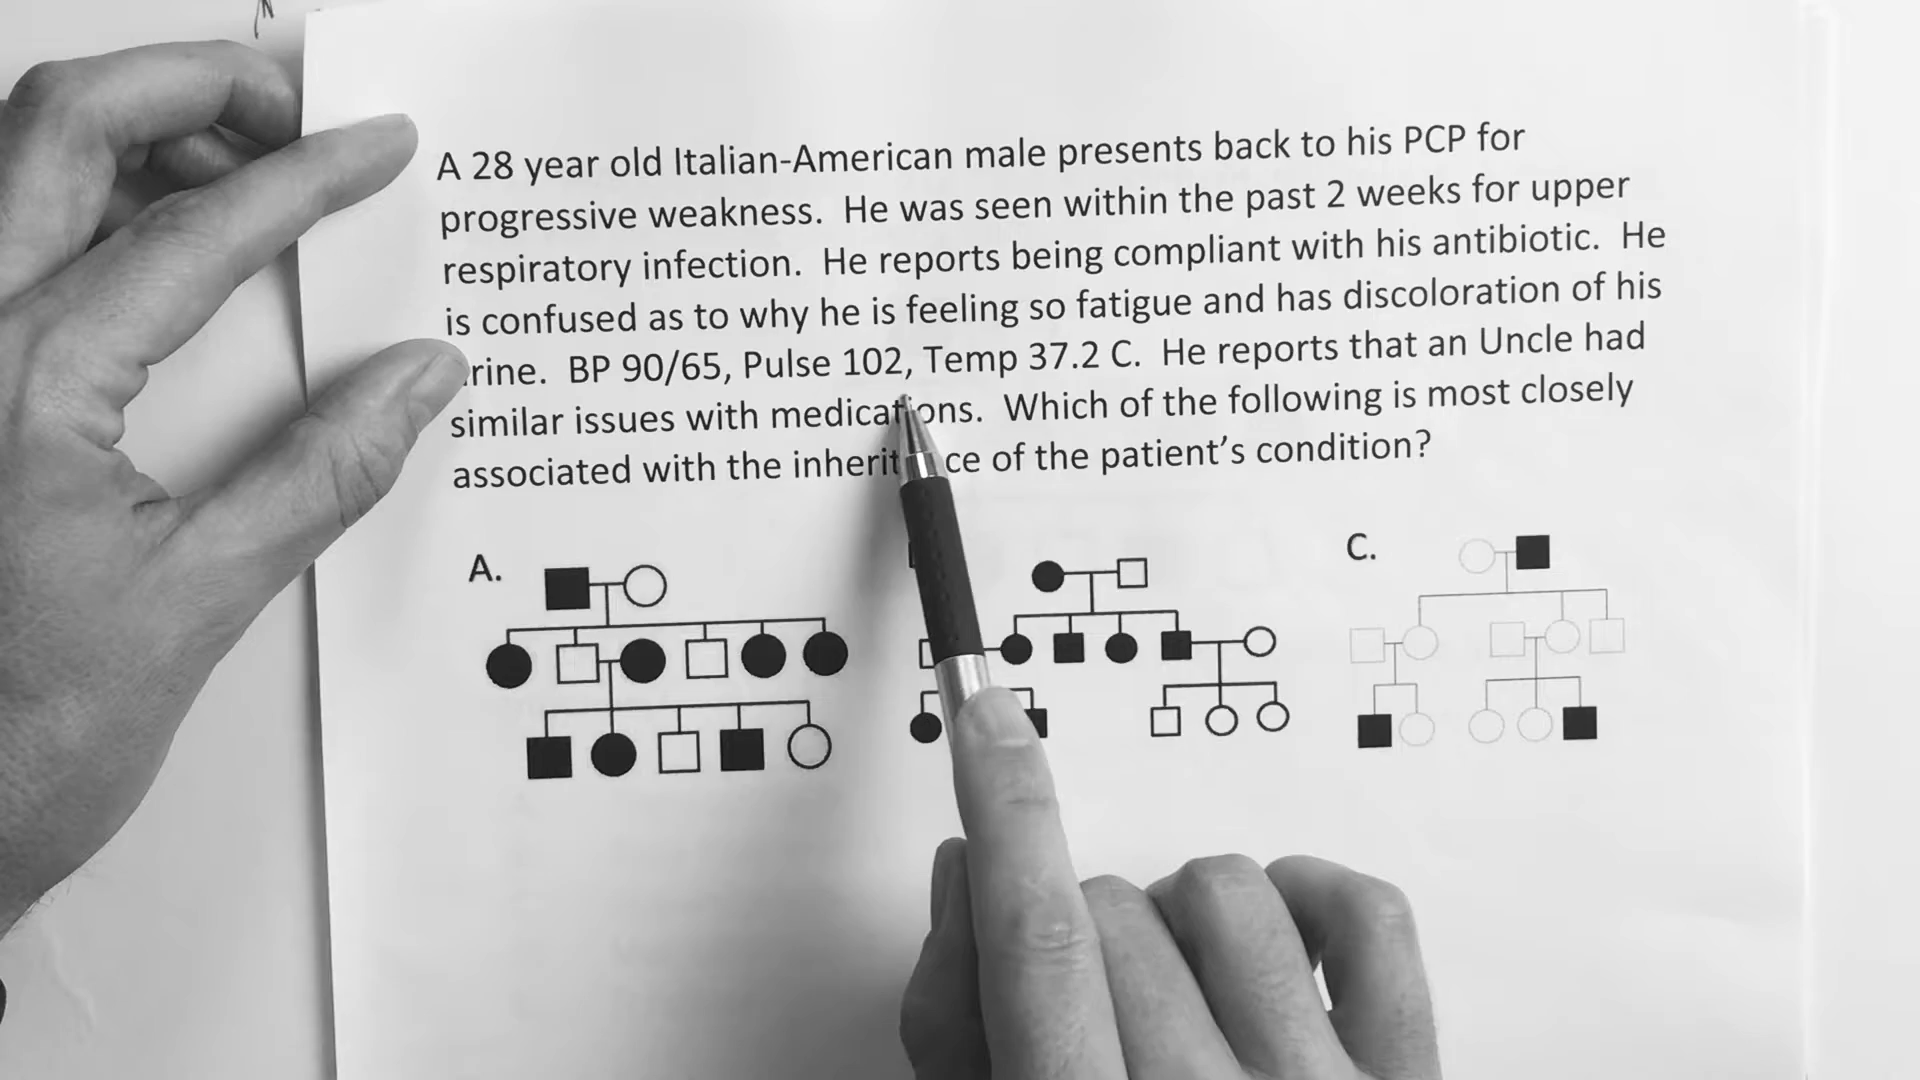 A 28 year old Italian-American male presents back to his PCP for
progressive weakness. He was seen within the past 2 weeks for upper
respiratory infection. He reports being compliant with his antibiotic. He
is confused as to why he is feeling so fatigue and has discoloration of his
rine. BP 90/65, Pulse 102, Temp 37.2 C. He reports that an Uncle had
similar issues with medications. Which of the following is most closely
associated with the of the patient's condition?
A.
C.